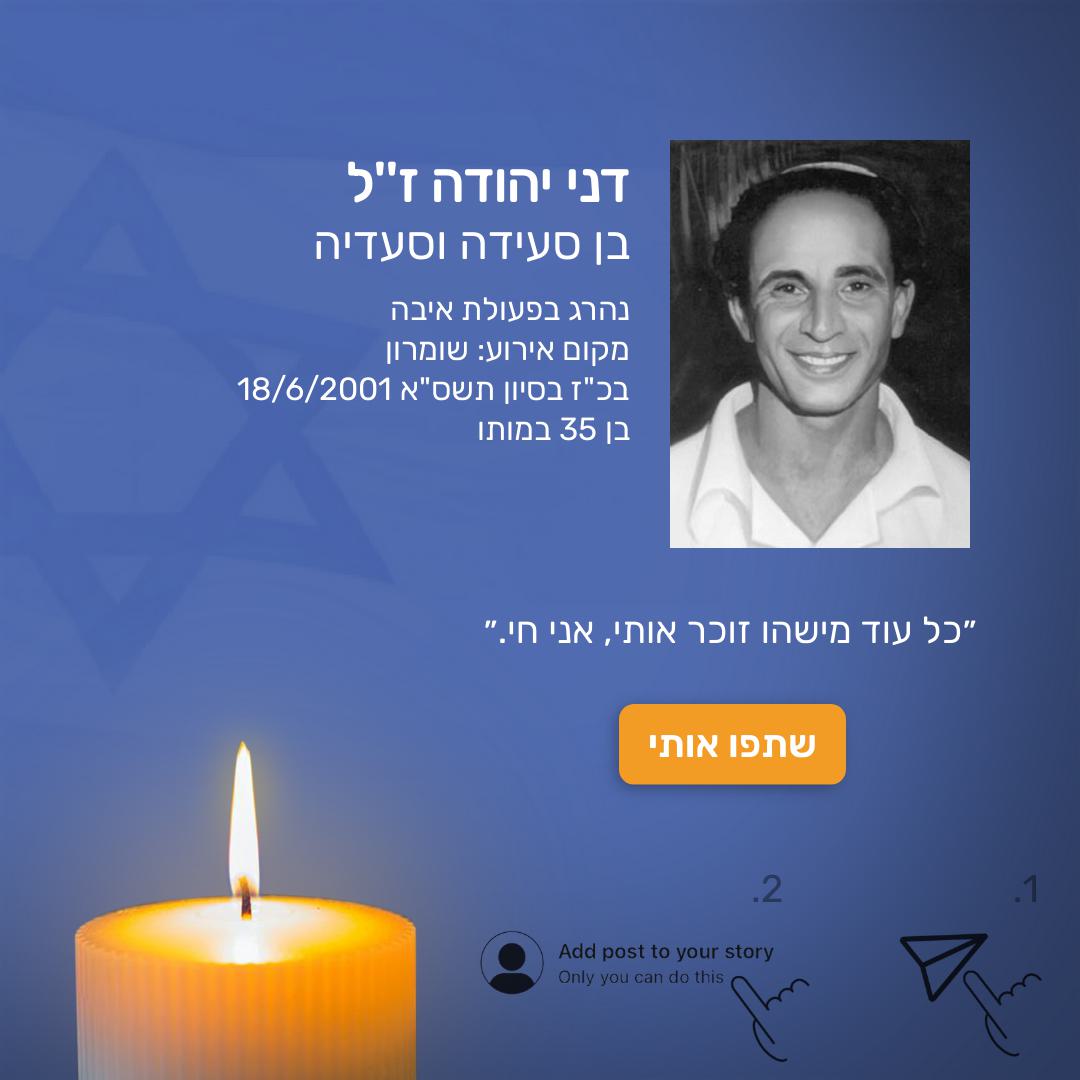 דני יהודה ז"ל
בן סעידה וסעדיה
נהרג בפעולת איבה
מקום אירוע: שומרון
בכ"ז בסיון תשס"א 18/6/2001
בן 35 במותו
״כל עוד מישהו זוכר אותי, אני חי.״
שתפו אותי
1.
2.
Add post to your story
Only you can do this